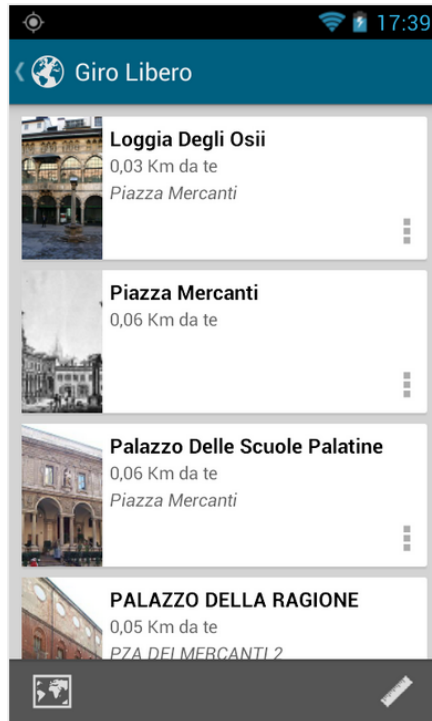 17:39
Giro Libero
Loggia Degli Osii
0,03 Km da te
Piazza Mercanti
Piazza Mercanti
0,06 Km da te
Palazzo Delle Scuole Palatine
0,06 Km da te
Piazza Mercanti
PALAZZO DELLA RAGIONE
0,05 Km da te
PZA DEI MERCANTI 2